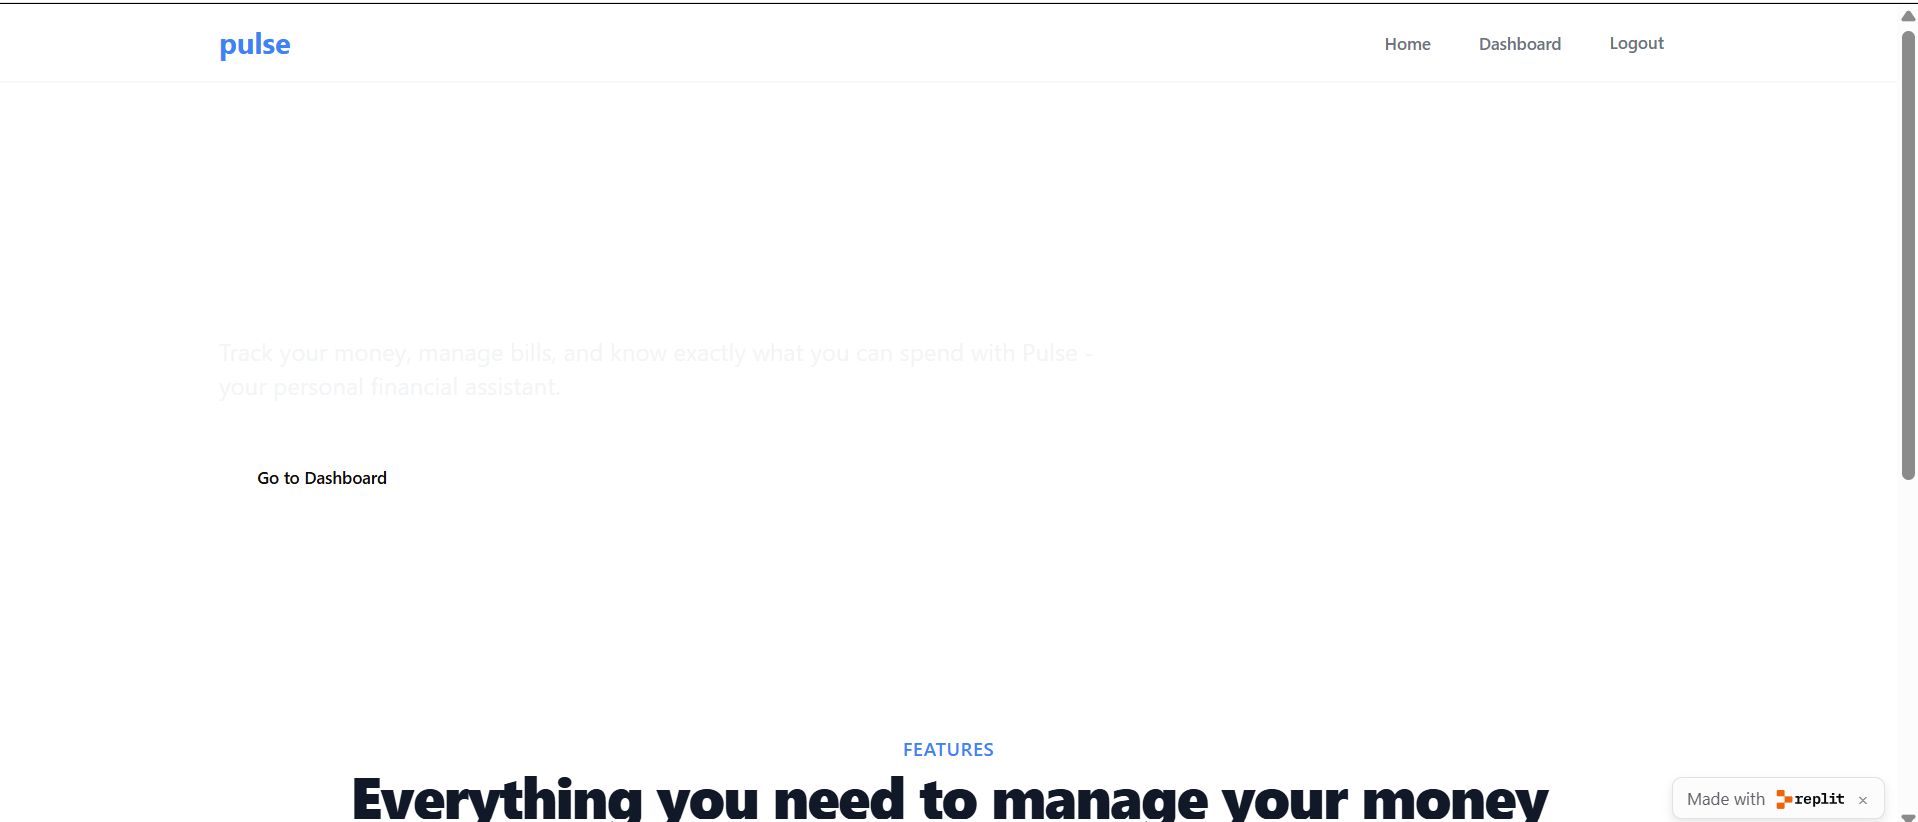 pulse
Home
Dashboard
Logout
Track your money, manage bills, and know exactly what you can spend with Pulse -
your personal financial assistant.
Go to Dashboard
FEATURES
Everything you need to manage your money
Made with replit ×